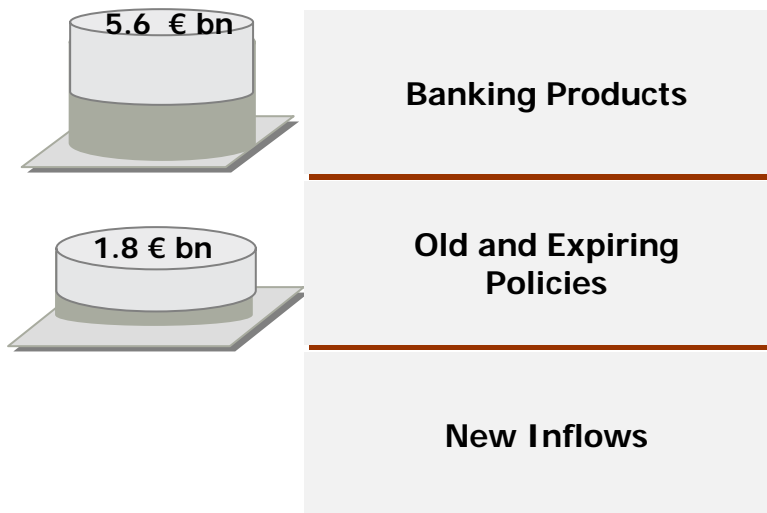 5.6 € bn
Banking Products
1.8 € bn
Old and Expiring
Policies
New Inflows